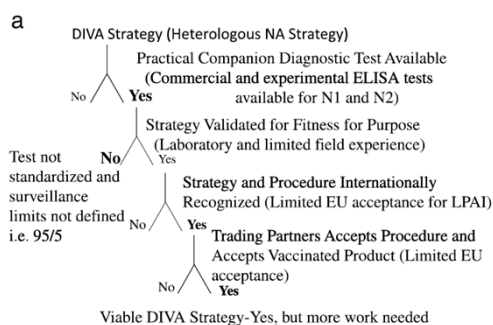 a
DIVA Strategy (Heterologous NA Strategy)
Practical Companion Diagnostic Test Available
(Commercial and experimental ELISA tests
available for N1 and N2)
No
Yes
Strategy Validated for Fitness for Purpose
(Laboratory and limited field experience)
Test not
standardized and
surveillance
limits not defined
i.e. 95/5
No
Yes
Strategy and Procedure Internationally
Recognized (Limited EU acceptance for LPAI)
No
Yes
Trading Partners Accepts Procedure and
Accepts Vaccinated Product (Limited EU
acceptance)
No
Yes
Viable DIVA Strategy-Yes, but more work needed